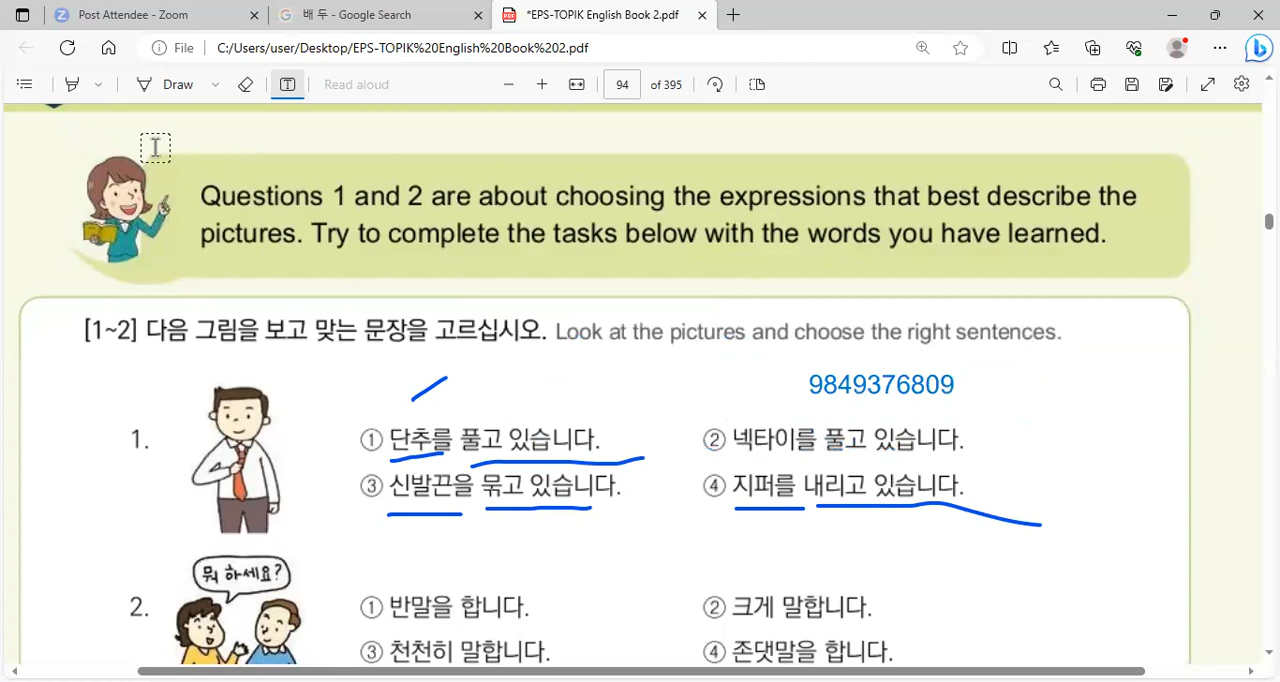 Post Attendee - Zoom
배 두 - Google Search
*EPS-TOPIK English Book 2.pdf
File
C:/Users/user/Desktop/EPS-TOPIK%20English%20Book%202.pdf
Draw
Read aloud
94
of 395
Questions 1 and 2 are about choosing the expressions that best describe the
pictures. Try to complete the tasks below with the words you have learned.
[1~2] 다음 그림을 보고 맞는 문장을 고르십시오. Look at the pictures and choose the right sentences.
9849376809
1.
① 단추를 풀고 있습니다.
② 넥타이를 풀고 있습니다.
③ 신발끈을 묶고 있습니다.
④ 지퍼를 내리고 있습니다.
뭐 하세요?
2.
① 반말을 합니다.
② 크게 말합니다.
③ 천천히 말합니다.
④ 존댓말을 합니다.